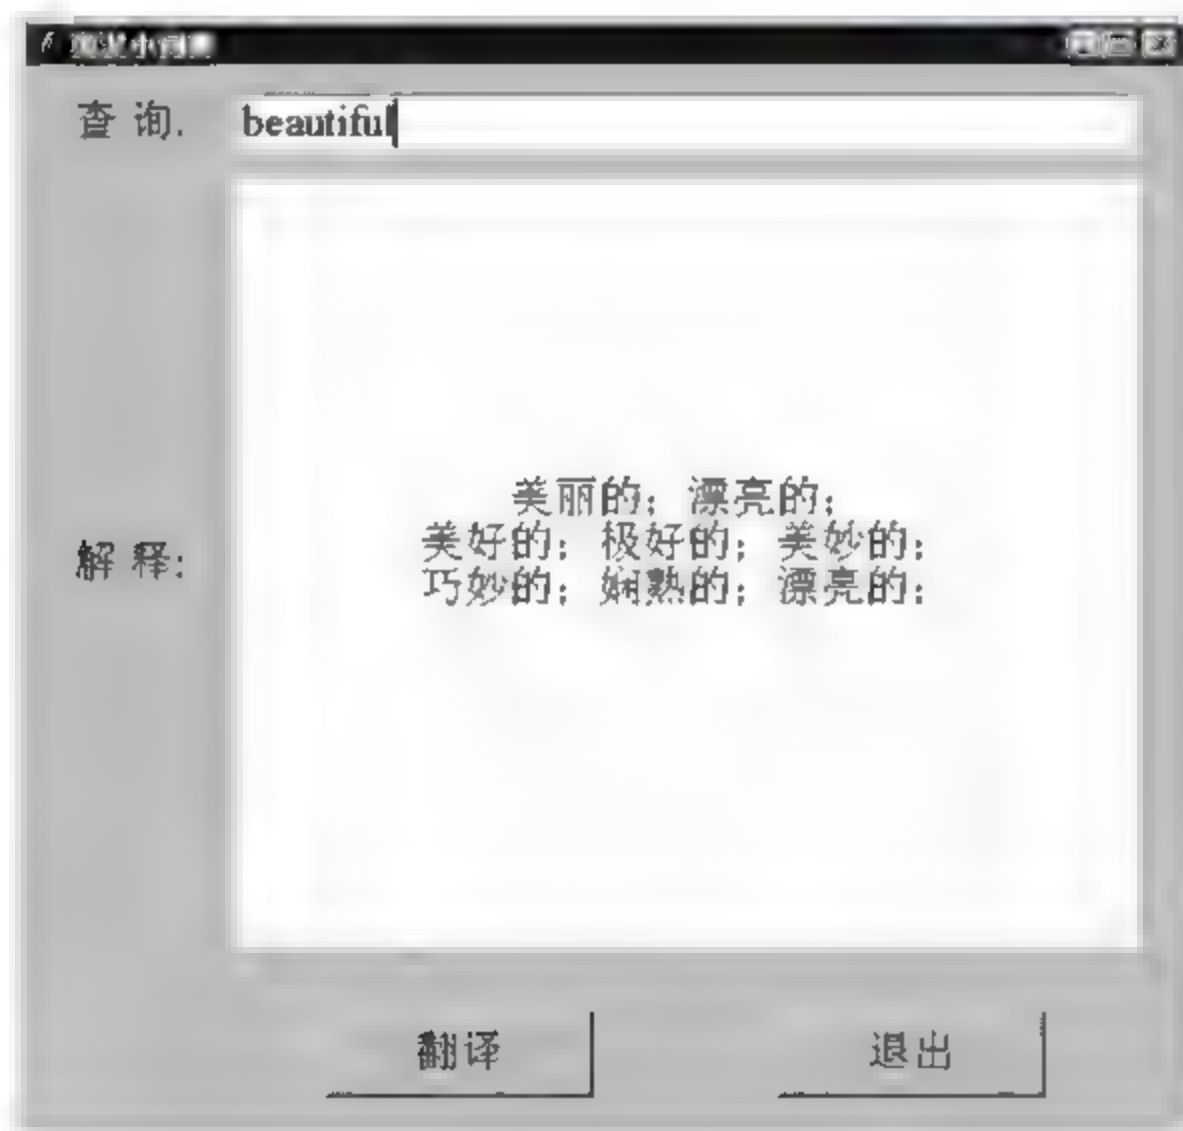 查 询.
beautiful
解 释:
美丽的；漂亮的；
美好的；极好的；美妙的；
巧妙的；娴熟的；漂亮的；
翻译
退出